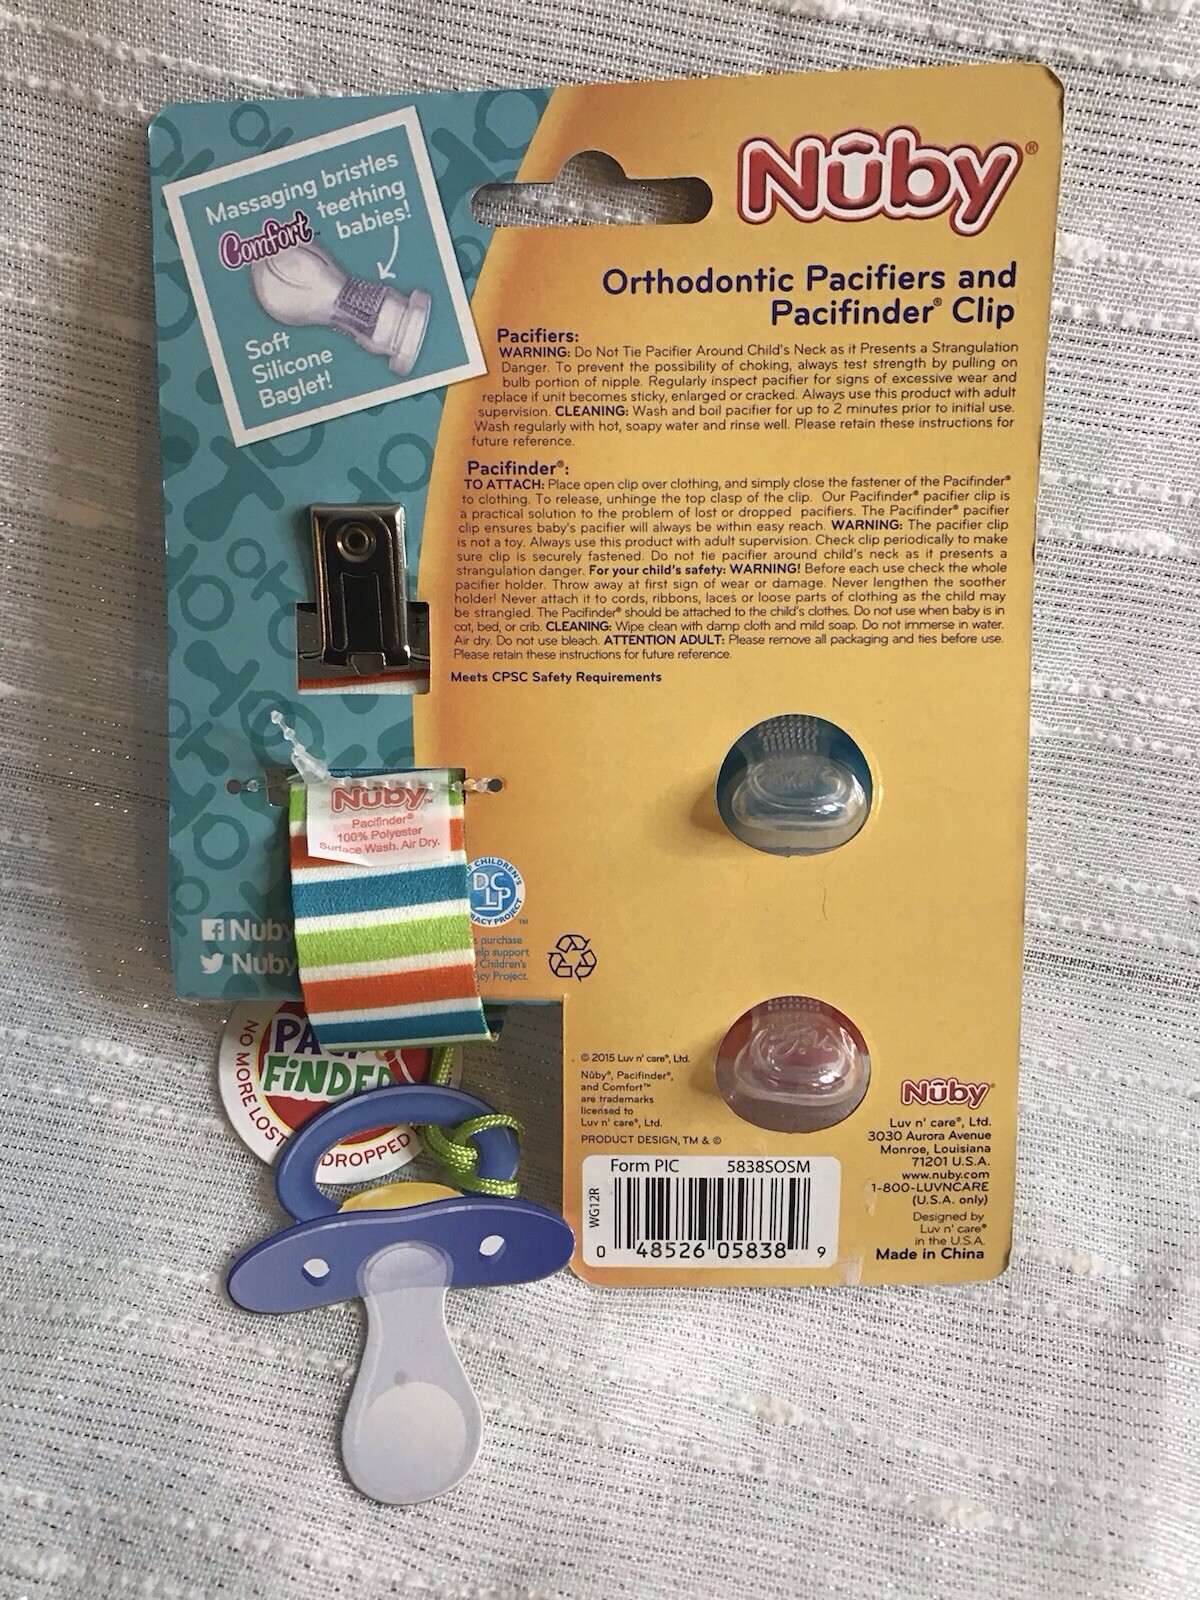 Massaging bristles
teething
babies!
Comfort™
Soft
Silicone
Baglet!
Nûby®
Orthodontic Pacifiers and
Pacifinder® Clip
Pacifiers:
WARNING: Do Not Tie Pacifier Around Child's Neck as it Presents a Strangulation
Danger. To prevent the possibility of choking, always test strength by pulling on
bulb portion of nipple. Regularly inspect pacifier for signs of excessive wear and
replace if unit becomes sticky, enlarged or cracked. Always use this product with adult
supervision. CLEANING: Wash and boil pacifier for up to 2 minutes prior to initial use.
Wash regularly with hot, soapy water and rinse well. Please retain these instructions for
future reference.
Pacifinder®:
TO ATTACH: Place open clip over clothing, and simply close the fastener of the Pacifinder®
to clothing. To release, unhinge the top clasp of the clip. Our Pacifinder® pacifier clip is
a practical solution to the problem of lost or dropped pacifiers. The Pacifinder® pacifier
clip ensures baby's pacifier will always be within easy reach. WARNING: The pacifier clip
is not a toy. Always use this product with adult supervision. Check clip periodically to make
sure clip is securely fastened. Do not tie pacifier around child's neck as it presents a
strangulation danger. For your child's safety: WARNING! Before each use check the whole
pacifier holder. Throw away at first sign of wear or damage. Never lengthen the soother
holder! Never attach it to cords, ribbons, laces or loose parts of clothing as the child may
be strangled. The Pacifinder® should be attached to the child's clothes. Do not use when baby is in
cot, bed, or crib. CLEANING: Wipe clean with damp cloth and mild soap. Do not immerse in water.
Air dry. Do not use bleach. ATTENTION ADULT: Please remove all packaging and ties before use.
Please retain these instructions for future reference.
Meets CPSC Safety Requirements
Nûby™
Pacifinder®
100% Polyester
Surface Wash. Air Dry.
CHILDREN'S
DCLP
PROJECT™
purchase
support
Children's
Project.
Nuby
Nuby
FINDER
NO MORE LOST
DROPPED
© 2015 Luv n' care®, Ltd.
Nûby®, Pacifinder®,
and Comfort™
are trademarks
licensed to
Luv n' care®, Ltd.
PRODUCT DESIGN, TM & ©
Form PIC 5838SOSM
WG12R
0 48526 05838 9
Nûby®
Luv n' care®, Ltd.
3030 Aurora Avenue
Monroe, Louisiana
71201 U.S.A.
www.nuby.com
1-800-LUVNCARE
(U.S.A. only)
Designed by
Luv n' care®
in the U.S.A.
Made in China